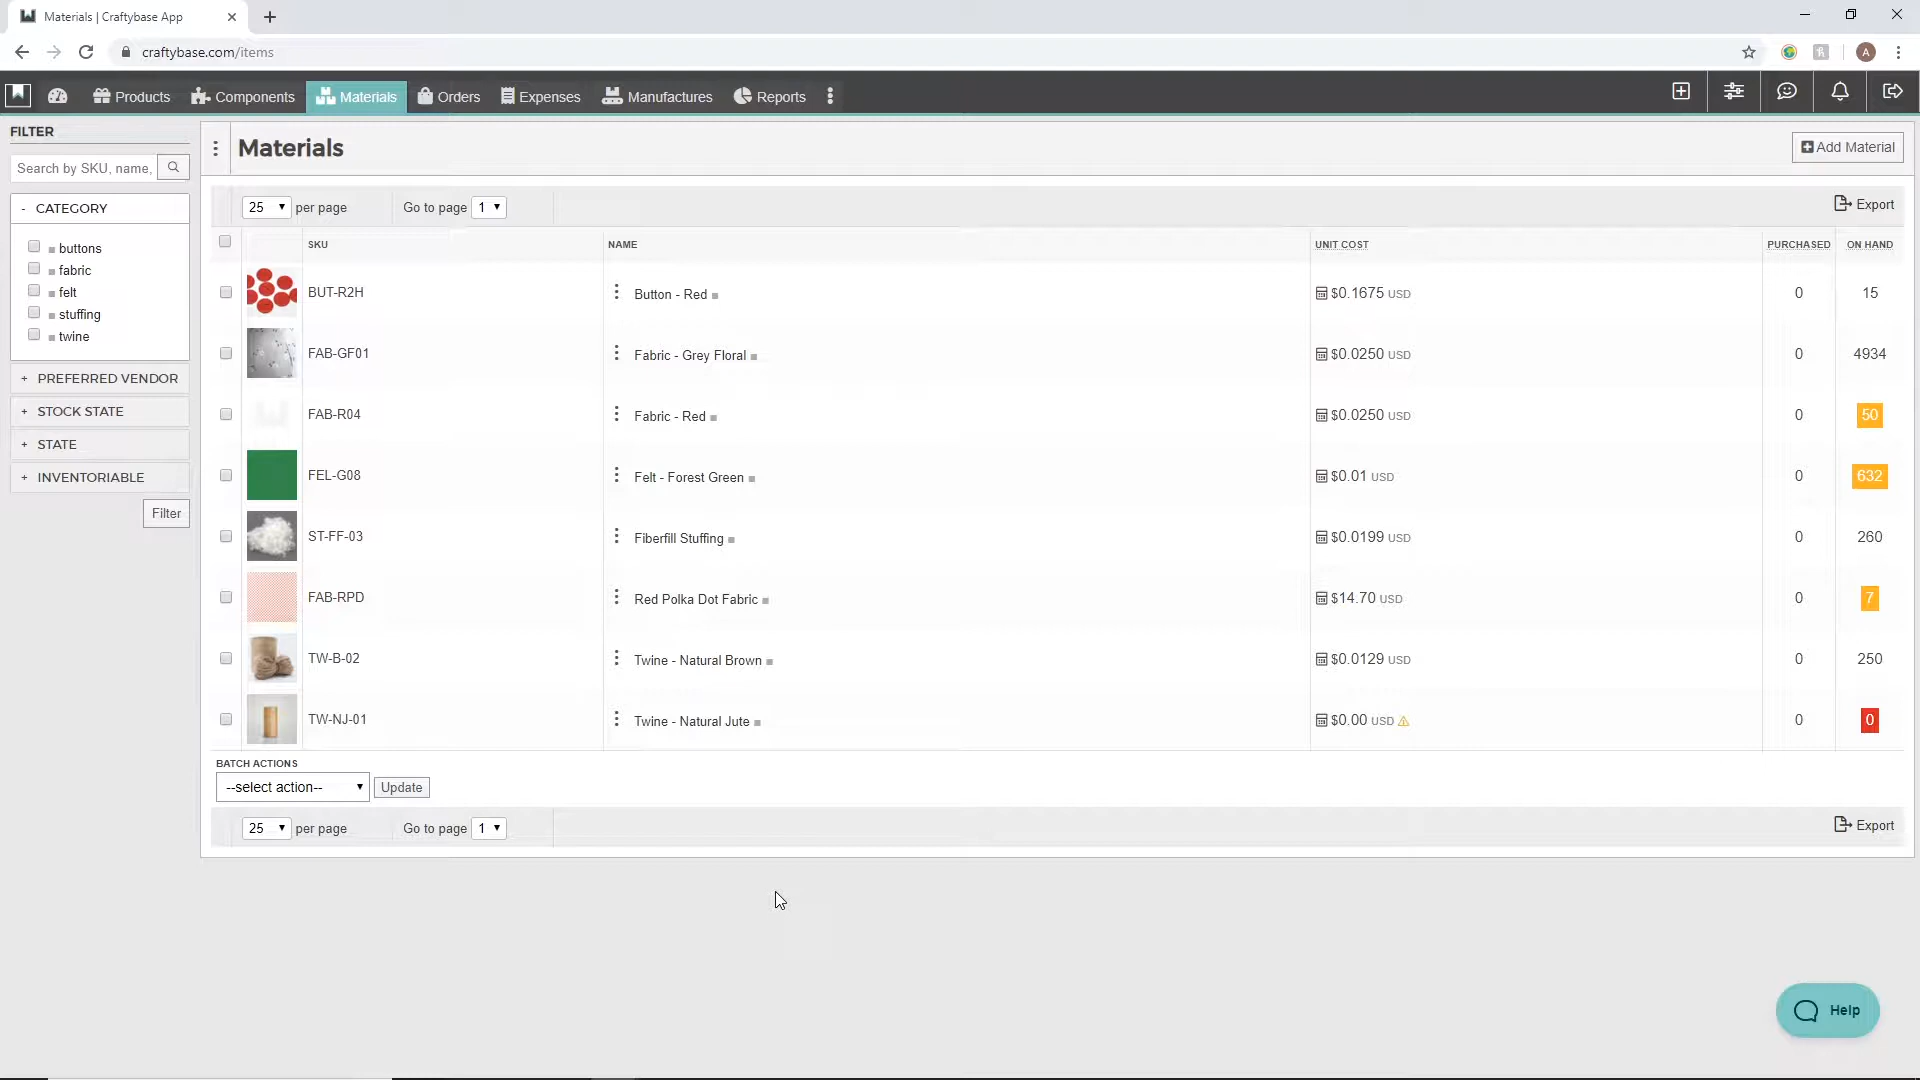 Materials | Craftybase App
craftybase.com/items
A
Products
Components
Materials
Orders
Expenses
Manufactures
Reports
FILTER
Search by SKU, name,
- CATEGORY
buttons
fabric
felt
stuffing
twine
+ PREFERRED VENDOR
+ STOCK STATE
+ STATE
+ INVENTORIABLE
Filter
Materials
Add Material
25 per page Go to page 1 Export
SKU NAME UNIT COST PURCHASED ON HAND
BUT-R2H Button - Red $0.1675 USD 0 15
FAB-GF01 Fabric - Grey Floral $0.0250 USD 0 4934
FAB-R04 Fabric - Red $0.0250 USD 0 50
FEL-G08 Felt - Forest Green $0.01 USD 0 632
ST-FF-03 Fiberfill Stuffing $0.0199 USD 0 260
FAB-RPD Red Polka Dot Fabric $14.70 USD 0 7
TW-B-02 Twine - Natural Brown $0.0129 USD 0 250
TW-NJ-01 Twine - Natural Jute $0.00 USD 0 0
BATCH ACTIONS
--select action-- Update
25 per page Go to page 1 Export
Help